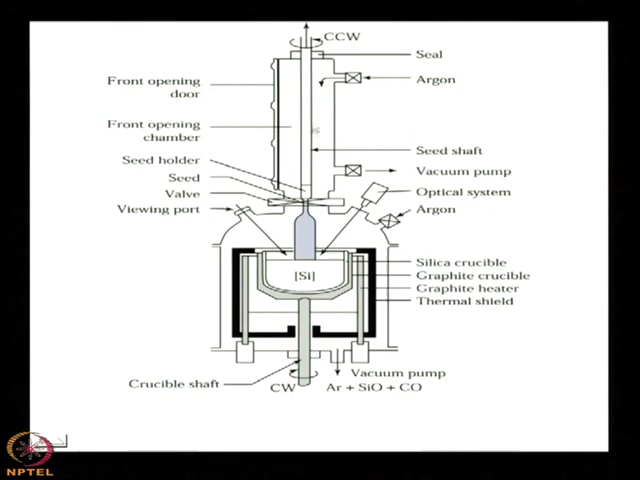 CCW
Seal
Front opening
door
Argon
Front opening
chamber
Seed shaft
Seed holder
Vacuum pump
Seed
Optical system
Valve
Viewing port
Argon
Silica crucible
[Si]
Graphite crucible
Graphite heater
Thermal shield
Vacuum pump
Crucible shaft
CW
Ar + SiO + CO
NPTEL